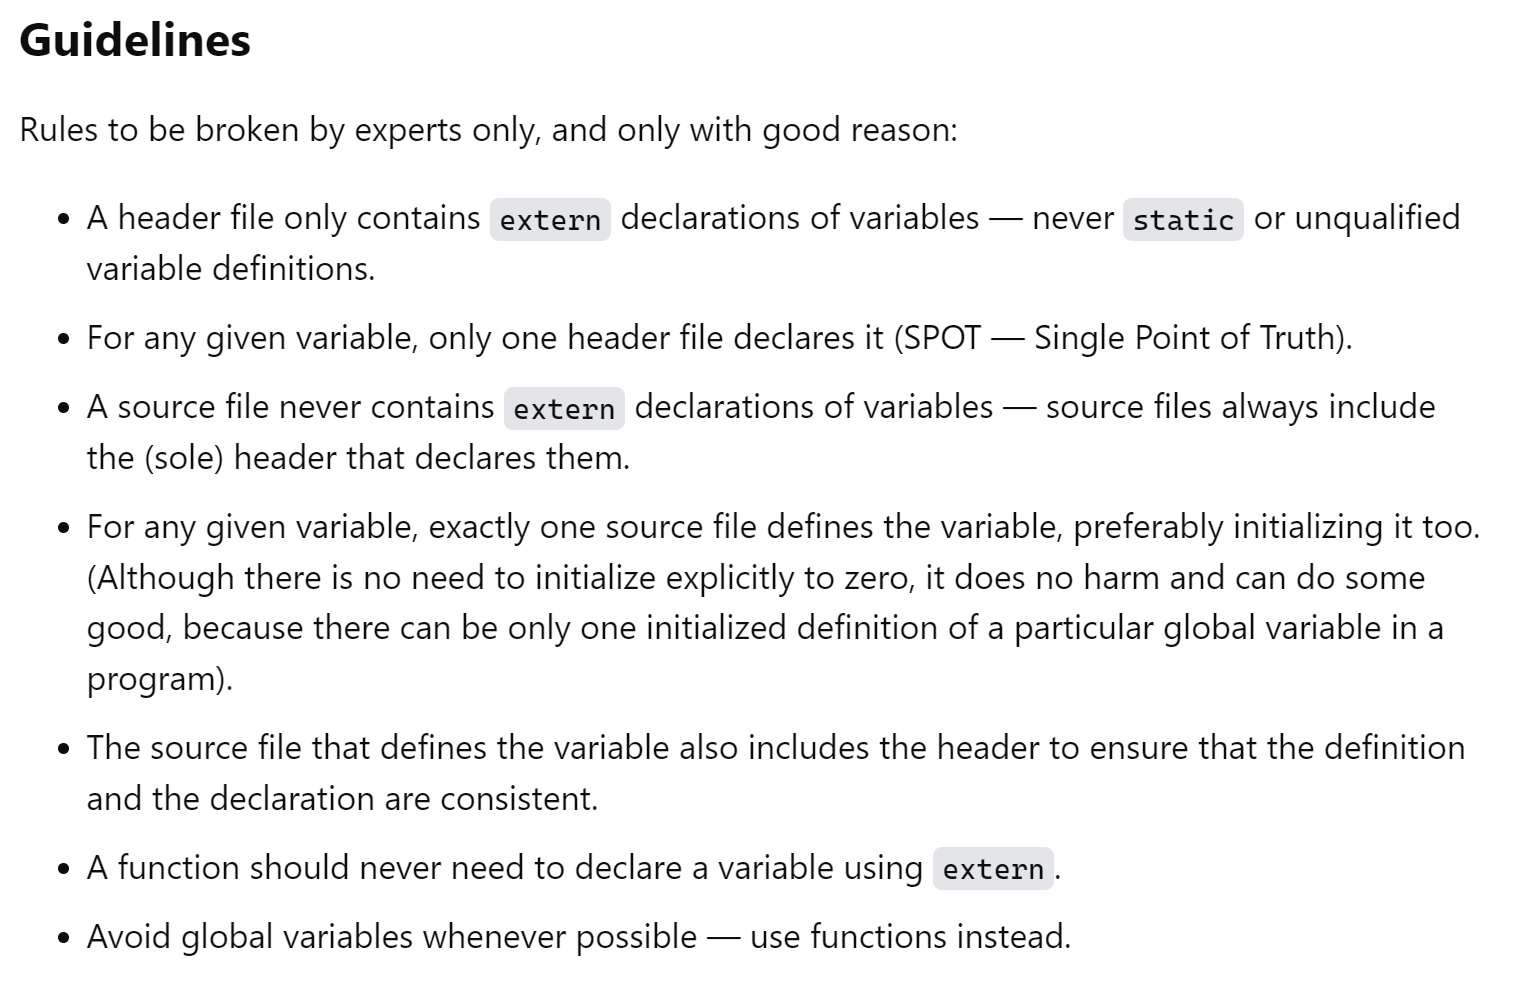 Guidelines
Rules to be broken by experts only, and only with good reason:
• A header file only contains extern declarations of variables — never static or unqualified
variable definitions.
• For any given variable, only one header file declares it (SPOT — Single Point of Truth).
• A source file never contains extern declarations of variables — source files always include
the (sole) header that declares them.
• For any given variable, exactly one source file defines the variable, preferably initializing it too.
(Although there is no need to initialize explicitly to zero, it does no harm and can do some
good, because there can be only one initialized definition of a particular global variable in a
program).
• The source file that defines the variable also includes the header to ensure that the definition
and the declaration are consistent.
• A function should never need to declare a variable using extern.
• Avoid global variables whenever possible — use functions instead.